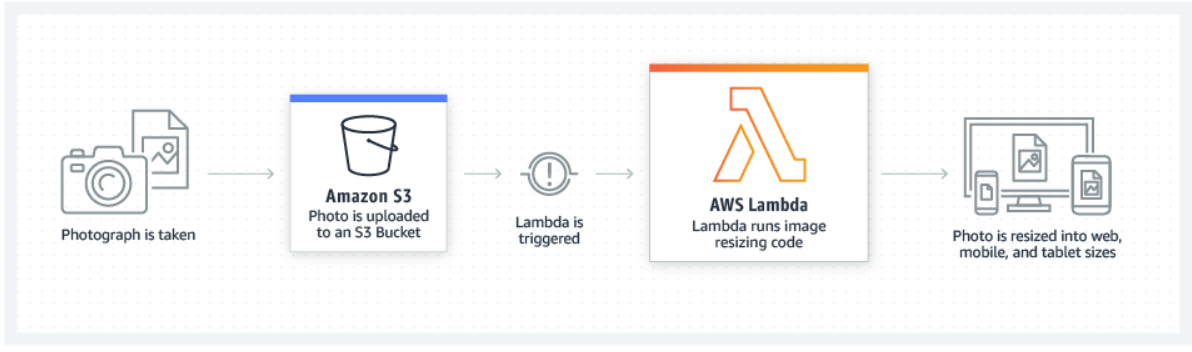 Photograph is taken
Amazon S3
Photo is uploaded
to an S3 Bucket
Lambda is
triggered
AWS Lambda
Lambda runs image
resizing code
Photo is resized into web,
mobile, and tablet sizes